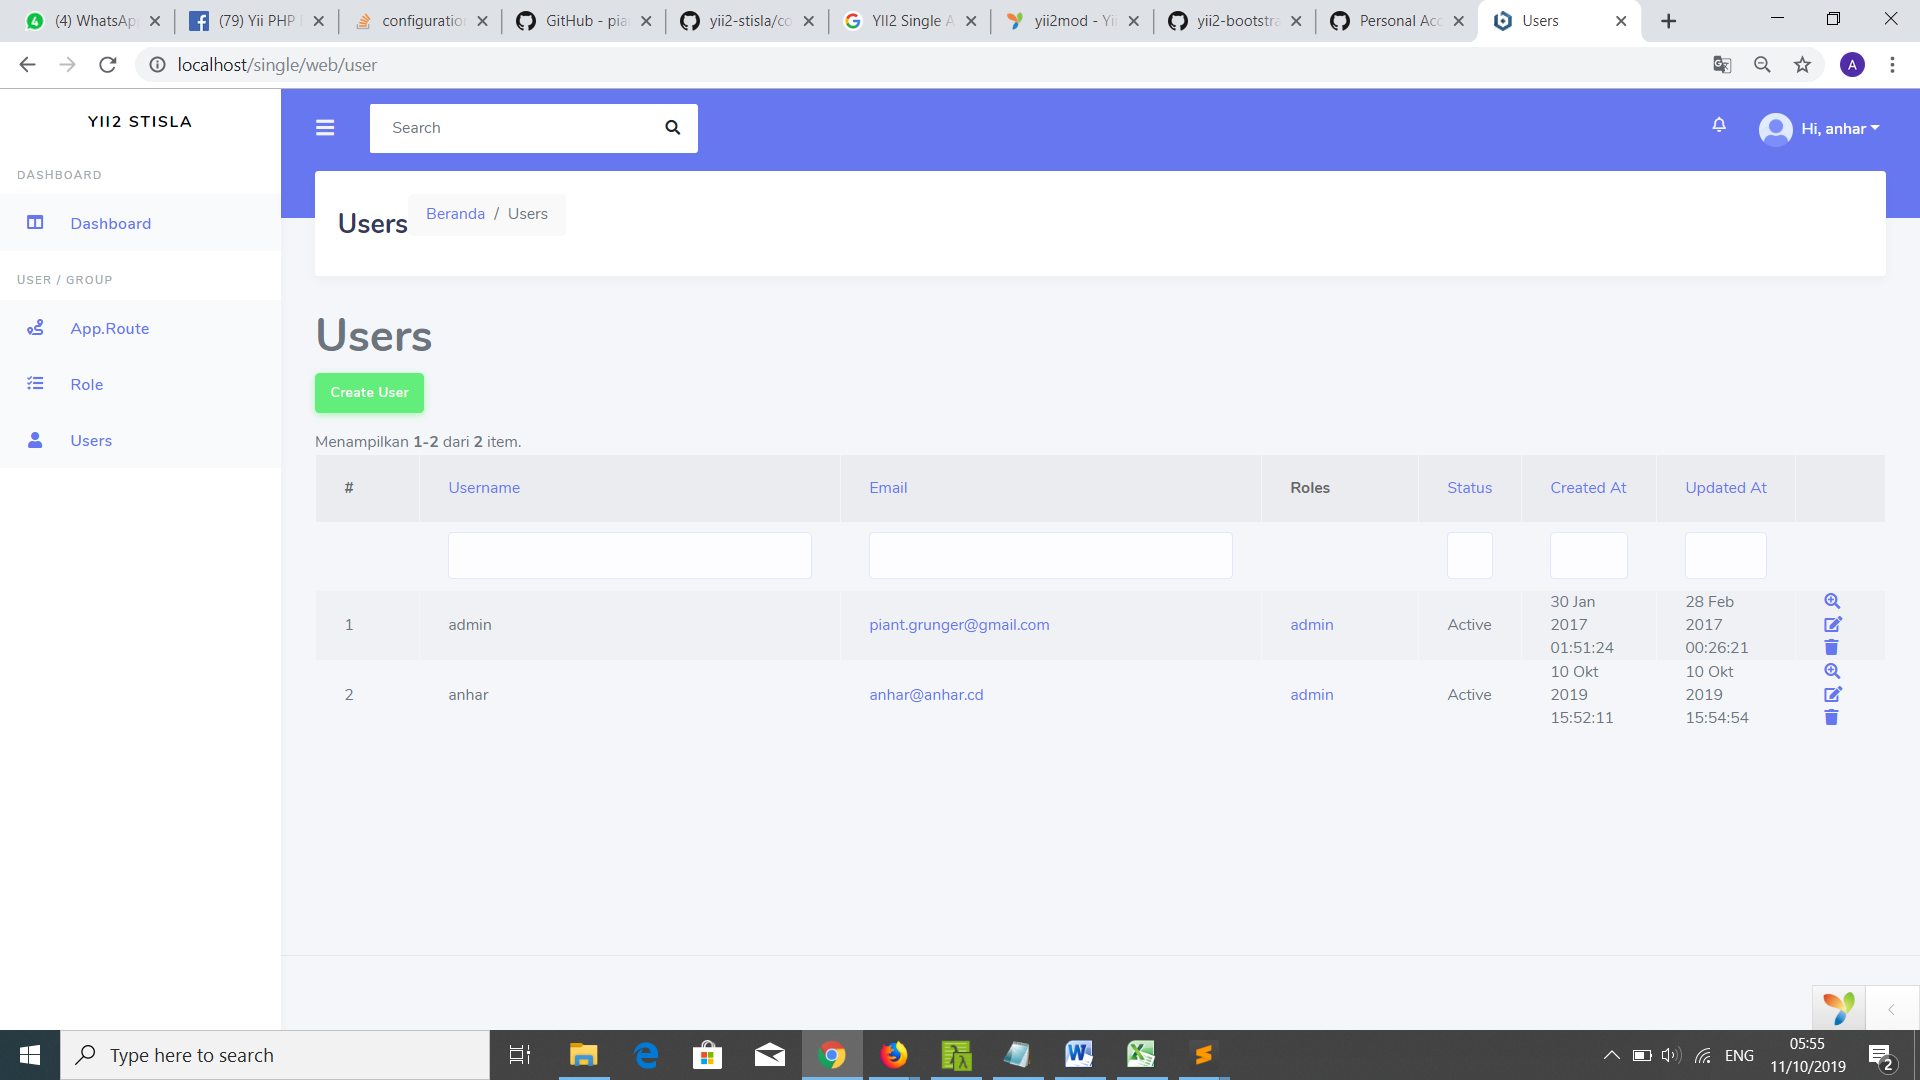 (4) WhatsAp
(79) Yii PHP
configuratio
GitHub - pia
yii2-stisla/co
YII2 Single A
yii2mod - Yi
yii2-bootstra
Personal Acc
Users
localhost/single/web/user
A
YII2 STISLA
Search
Hi, anhar
DASHBOARD
Dashboard
USER / GROUP
App.Route
Role
Users
Users
Beranda / Users
Users
Create User
Menampilkan 1-2 dari 2 item.
# Username Email Roles Status Created At Updated At
1 admin piant.grunger@gmail.com admin Active 30 Jan 2017 01:51:24 28 Feb 2017 00:26:21
2 anhar anhar@anhar.cd admin Active 10 Okt 2019 15:52:11 10 Okt 2019 15:54:54
Type here to search
ENG
05:55
11/10/2019
2